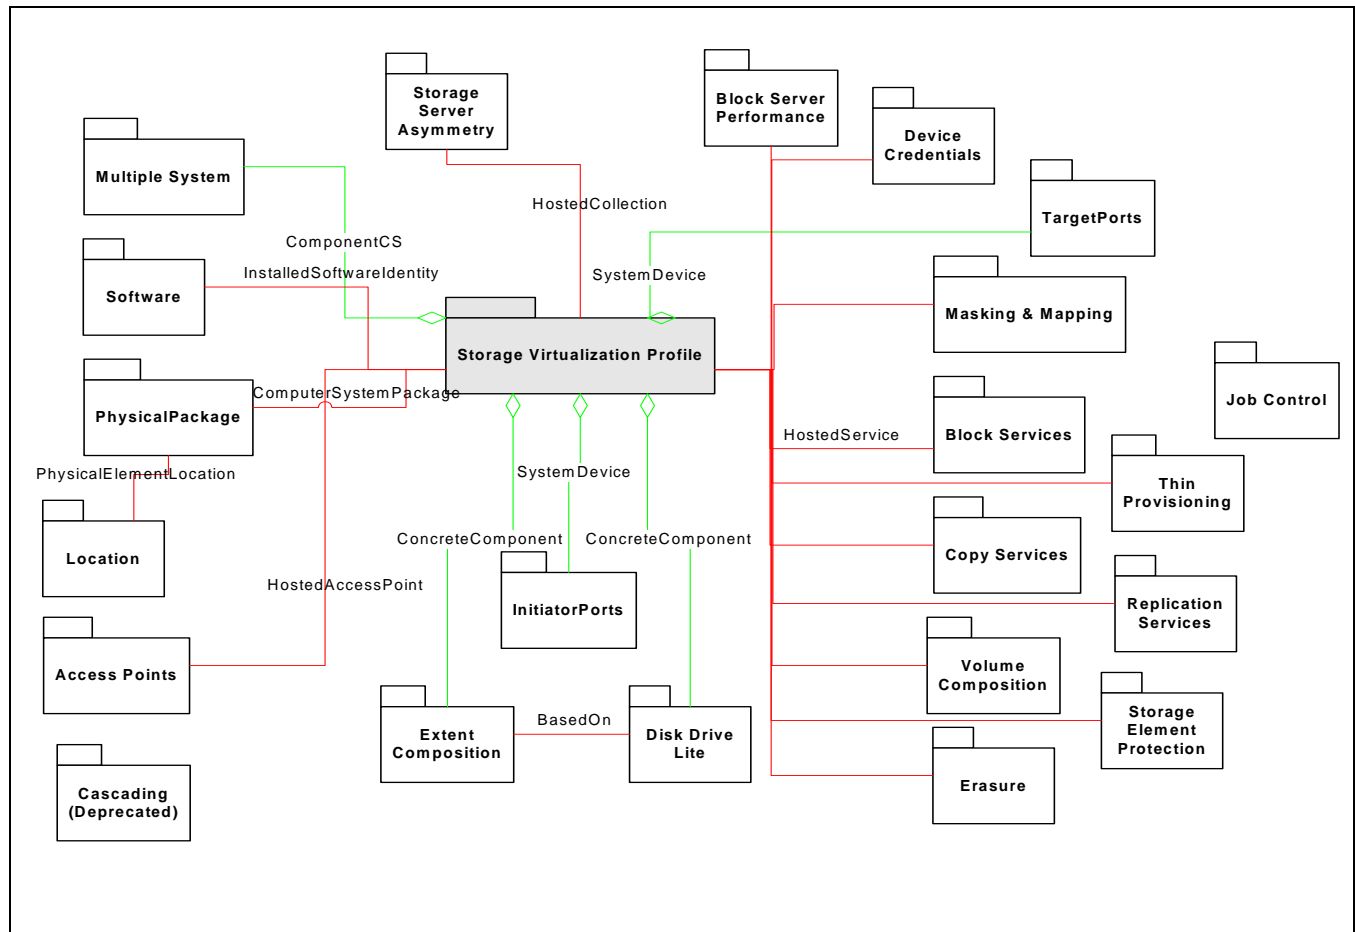 Storage
Server
Asymmetry
Block Server
Performance
Device
Credentials
Multiple System
TargetPorts
HostedCollection
ComponentCS
InstalledSoftwareIdentity
SystemDevice
Software
Masking & Mapping
Storage Virtualization Profile
ComputerSystemPackage
PhysicalPackage
Job Control
HostedService
Block Services
PhysicalElementLocation
SystemDevice
Thin
Provisioning
ConcreteComponent
ConcreteComponent
Location
Copy Services
HostedAccessPoint
InitiatorPorts
Replication
Services
Access Points
Volume
Composition
BasedOn
Extent
Composition
Disk Drive
Lite
Storage
Element
Protection
Cascading
(Deprecated)
Erasure